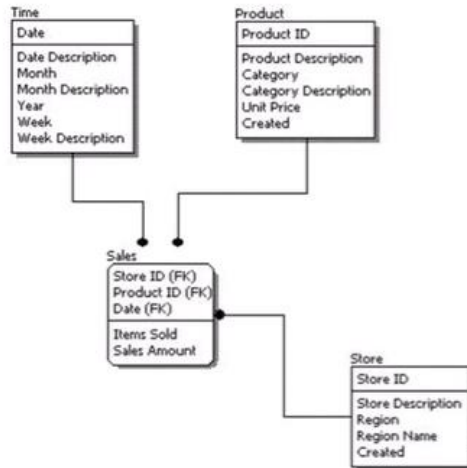 Time
Date
Date Description
Month
Month Description
Year
Week
Week Description
Product
Product ID
Product Description
Category
Category Description
Unit Price
Created
Sales
Store ID (FK)
Product ID (FK)
Date (FK)
Items Sold
Sales Amount
Store
Store ID
Store Description
Region
Region Name
Created